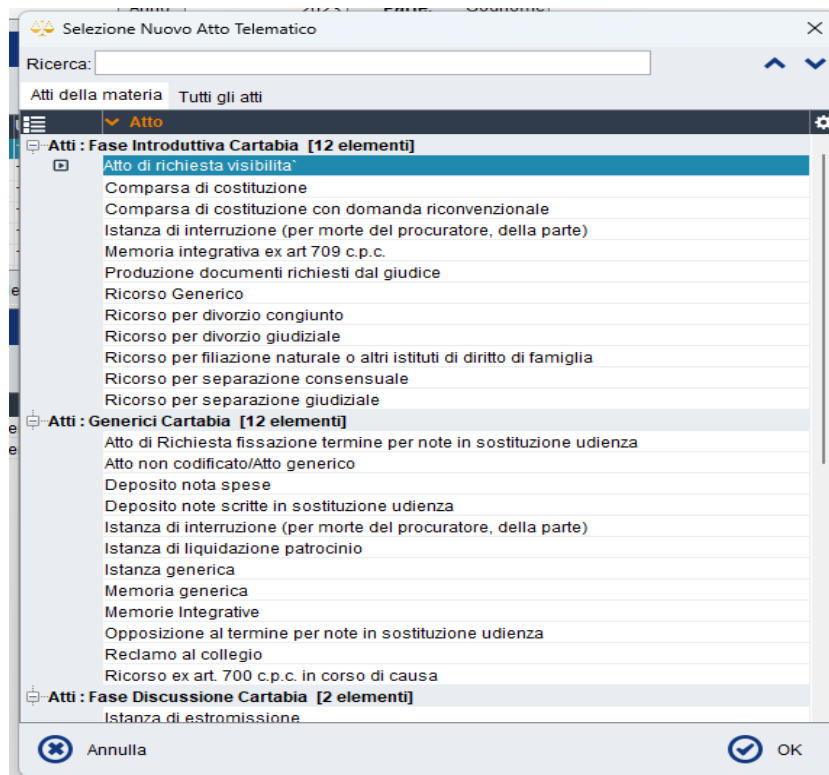 Selezione Nuovo Atto Telematico
Ricerca:
Atti della materia Tutti gli atti
Atto
Atti : Fase Introduttiva Cartabia [12 elementi]
Atto di richiesta visibilita`
Comparsa di costituzione
Comparsa di costituzione con domanda riconvenzionale
Istanza di interruzione (per morte del procuratore, della parte)
Memoria integrativa ex art 709 c.p.c.
Produzione documenti richiesti dal giudice
Ricorso Generico
Ricorso per divorzio congiunto
Ricorso per divorzio giudiziale
Ricorso per filiazione naturale o altri istituti di diritto di famiglia
Ricorso per separazione consensuale
Ricorso per separazione giudiziale
Atti : Generici Cartabia [12 elementi]
Atto di Richiesta fissazione termine per note in sostituzione udienza
Atto non codificato/Atto generico
Deposito nota spese
Deposito note scritte in sostituzione udienza
Istanza di interruzione (per morte del procuratore, della parte)
Istanza di liquidazione patrocinio
Istanza generica
Memoria generica
Memorie Integrative
Opposizione al termine per note in sostituzione udienza
Reclamo al collegio
Ricorso ex art. 700 c.p.c. in corso di causa
Atti : Fase Discussione Cartabia [2 elementi]
Istanza di estromissione
Annulla OK